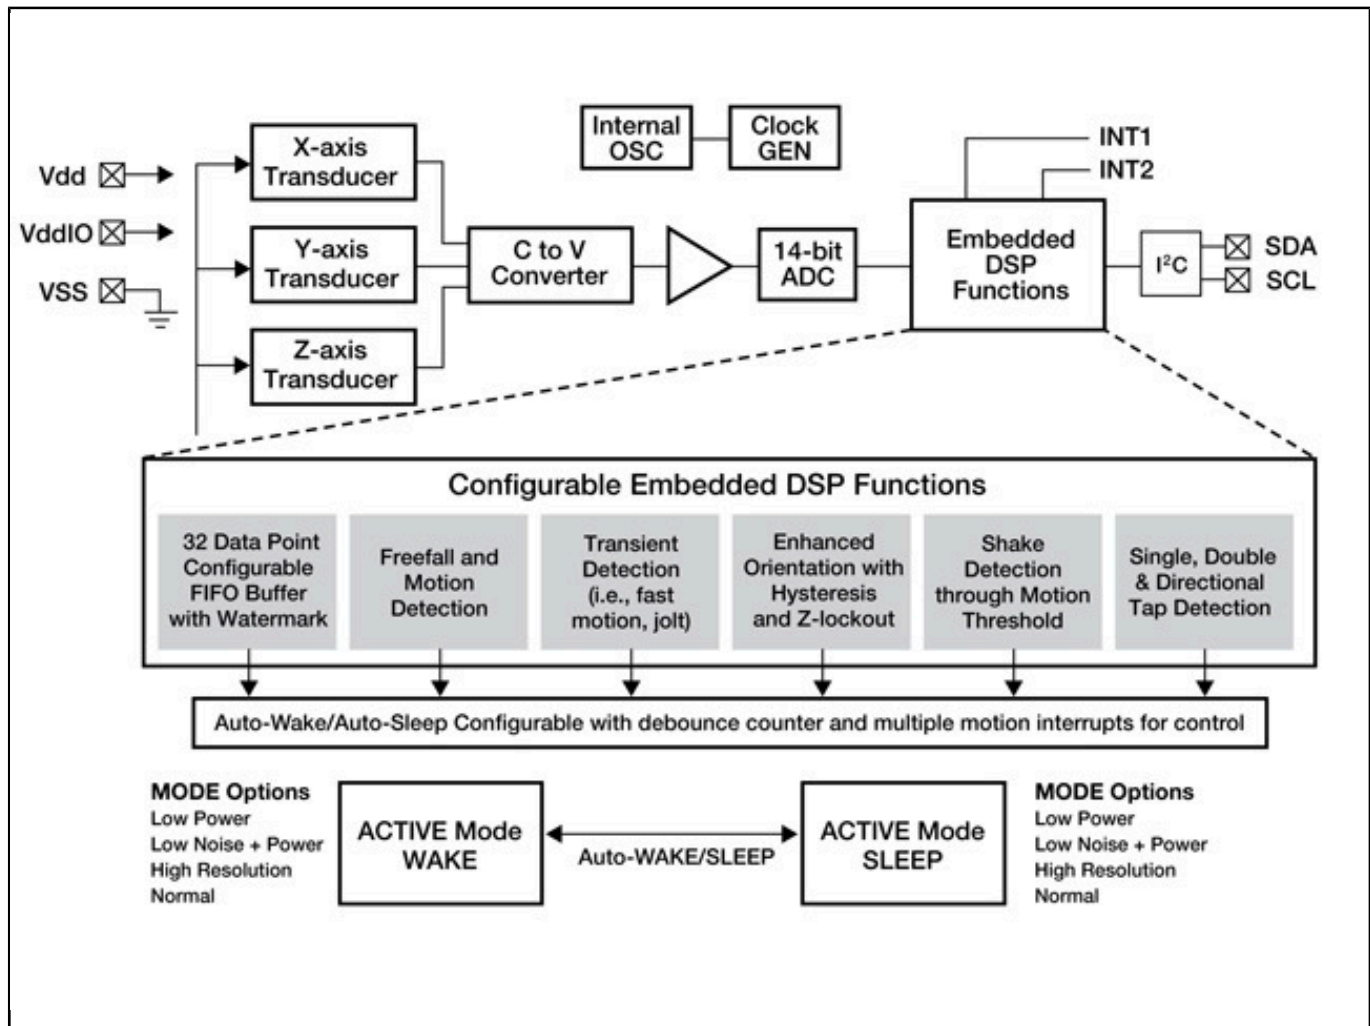 Internal
OSC
Clock
GEN
INT1
INT2
X-axis
Transducer
Vdd
VddIO
VSS
Y-axis
Transducer
Z-axis
Transducer
C to V
Converter
14-bit
ADC
Embedded
DSP
Functions
I²C
SDA
SCL
Configurable Embedded DSP Functions
32 Data Point
Configurable
FIFO Buffer
with Watermark
Freefall and
Motion
Detection
Transient
Detection
(i.e., fast
motion, jolt)
Enhanced
Orientation with
Hysteresis
and Z-lockout
Shake
Detection
through Motion
Threshold
Single, Double
& Directional
Tap Detection
Auto-Wake/Auto-Sleep Configurable with debounce counter and multiple motion interrupts for control
MODE Options
Low Power
Low Noise + Power
High Resolution
Normal
ACTIVE Mode
WAKE
Auto-WAKE/SLEEP
ACTIVE Mode
SLEEP
MODE Options
Low Power
Low Noise + Power
High Resolution
Normal